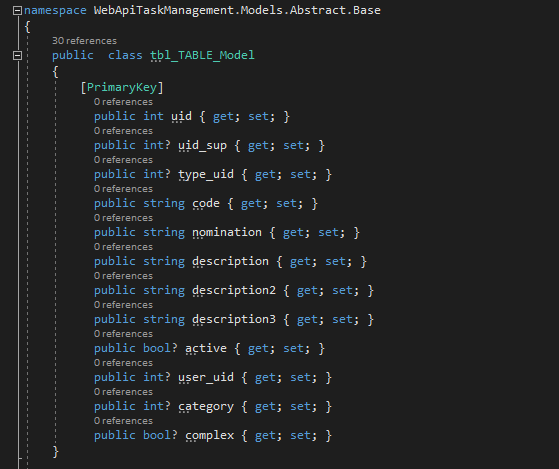 namespace WebApiTaskManagement.Models.Abstract.Base
{
30 references
public class tbl_TABLE_Model
{
[PrimaryKey]
0 references
public int uid { get; set; }
0 references
public int? uid_sup { get; set; }
0 references
public int? type_uid { get; set; }
0 references
public string code { get; set; }
0 references
public string nomination { get; set; }
0 references
public string description { get; set; }
0 references
public string description2 { get; set; }
0 references
public string description3 { get; set; }
0 references
public bool? active { get; set; }
0 references
public int? user_uid { get; set; }
0 references
public int? category { get; set; }
0 references
public bool? complex { get; set; }
}